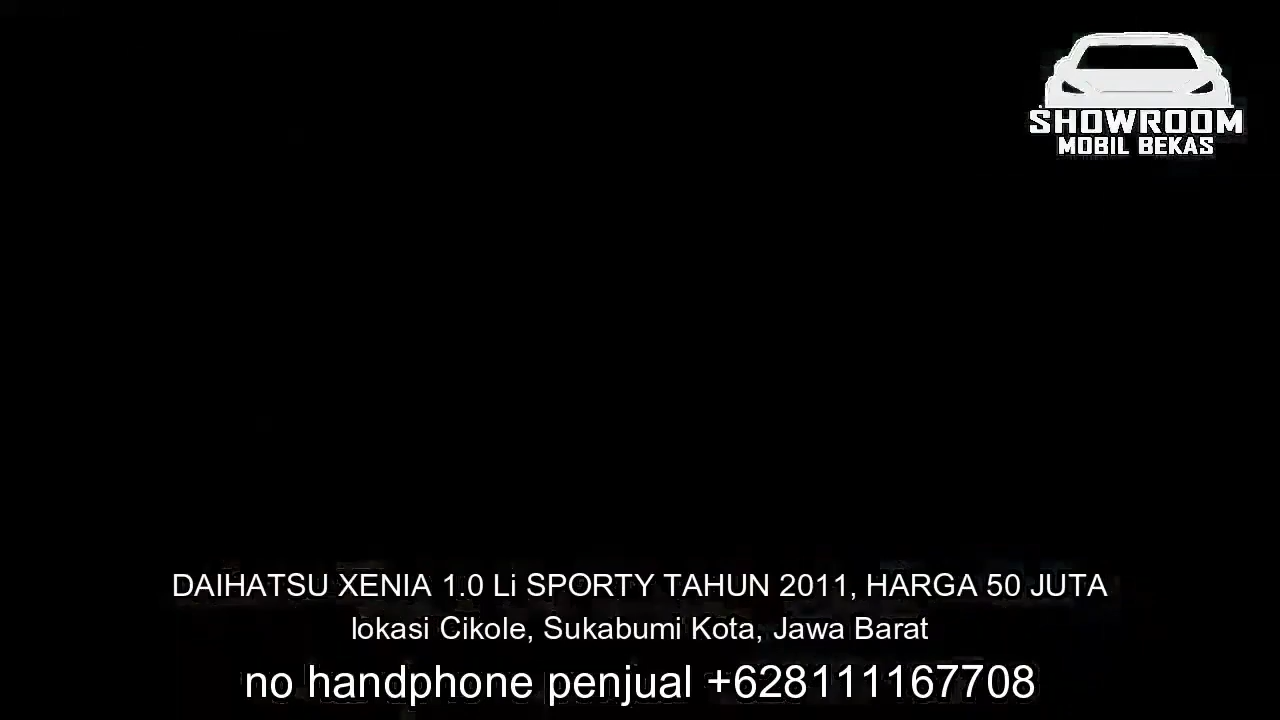 SHOWROOM
MOBIL BEKAS
DAIHATSU XENIA 1.0 Li SPORTY TAHUN 2011, HARGA 50 JUTA
lokasi Cikole, Sukabumi Kota, Jawa Barat
no handphone penjual +628111167708